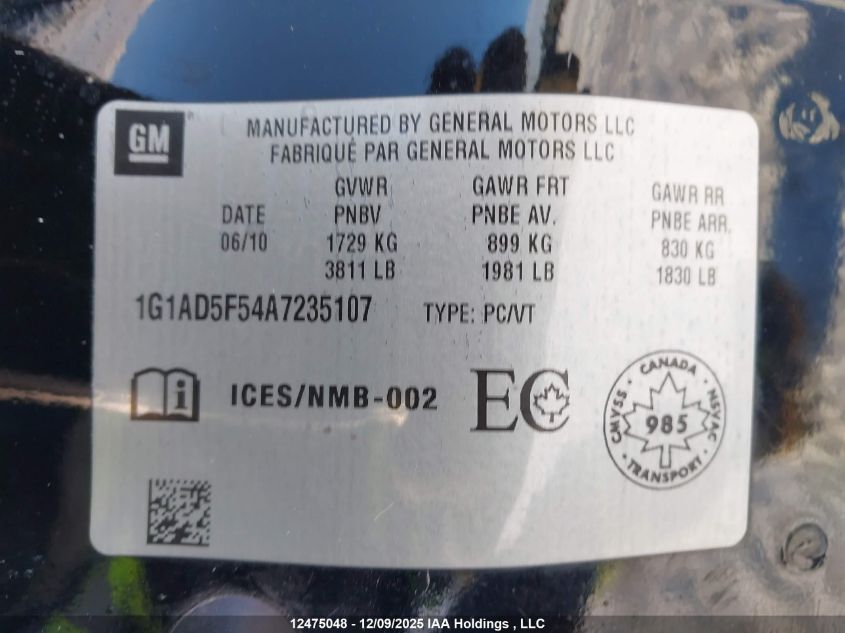 GM
MANUFACTURED BY GENERAL MOTORS LLC
FABRIQUÉ PAR GENERAL MOTORS LLC
GVWR GAWR FRT GAWR RR
DATE PNBV PNBE AV. PNBE ARR.
06/10 1729 KG 899 KG 830 KG
3811 LB 1981 LB 1830 LB
1G1AD5F54A7235107 TYPE: PC/VT
i ICES/NMB-002 EC
CANADA
CMVSS 985 NSVAC
TRANSPORT
12475048 - 12/09/2025 IAA Holdings , LLC